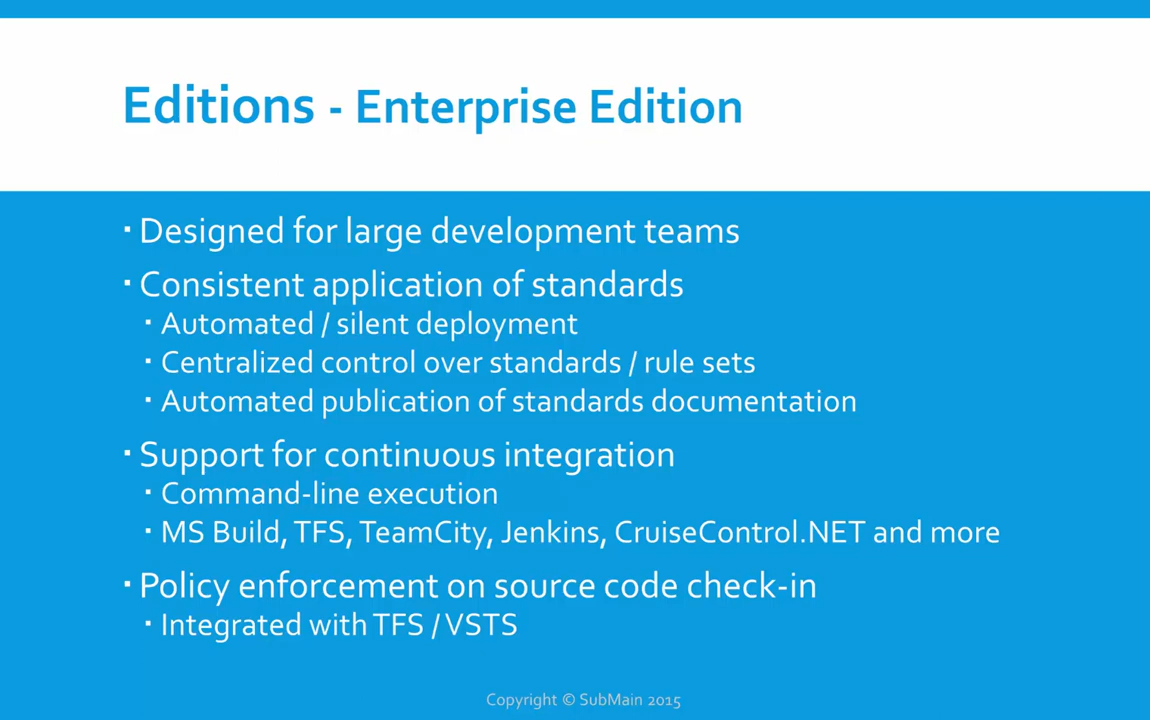 Editions - Enterprise Edition
▪ Designed for large development teams
▪ Consistent application of standards
▪ Automated / silent deployment
▪ Centralized control over standards / rule sets
▪ Automated publication of standards documentation
▪ Support for continuous integration
▪ Command-line execution
▪ MS Build, TFS, TeamCity, Jenkins, CruiseControl.NET and more
▪ Policy enforcement on source code check-in
▪ Integrated with TFS / VSTS
Copyright © SubMain 2015